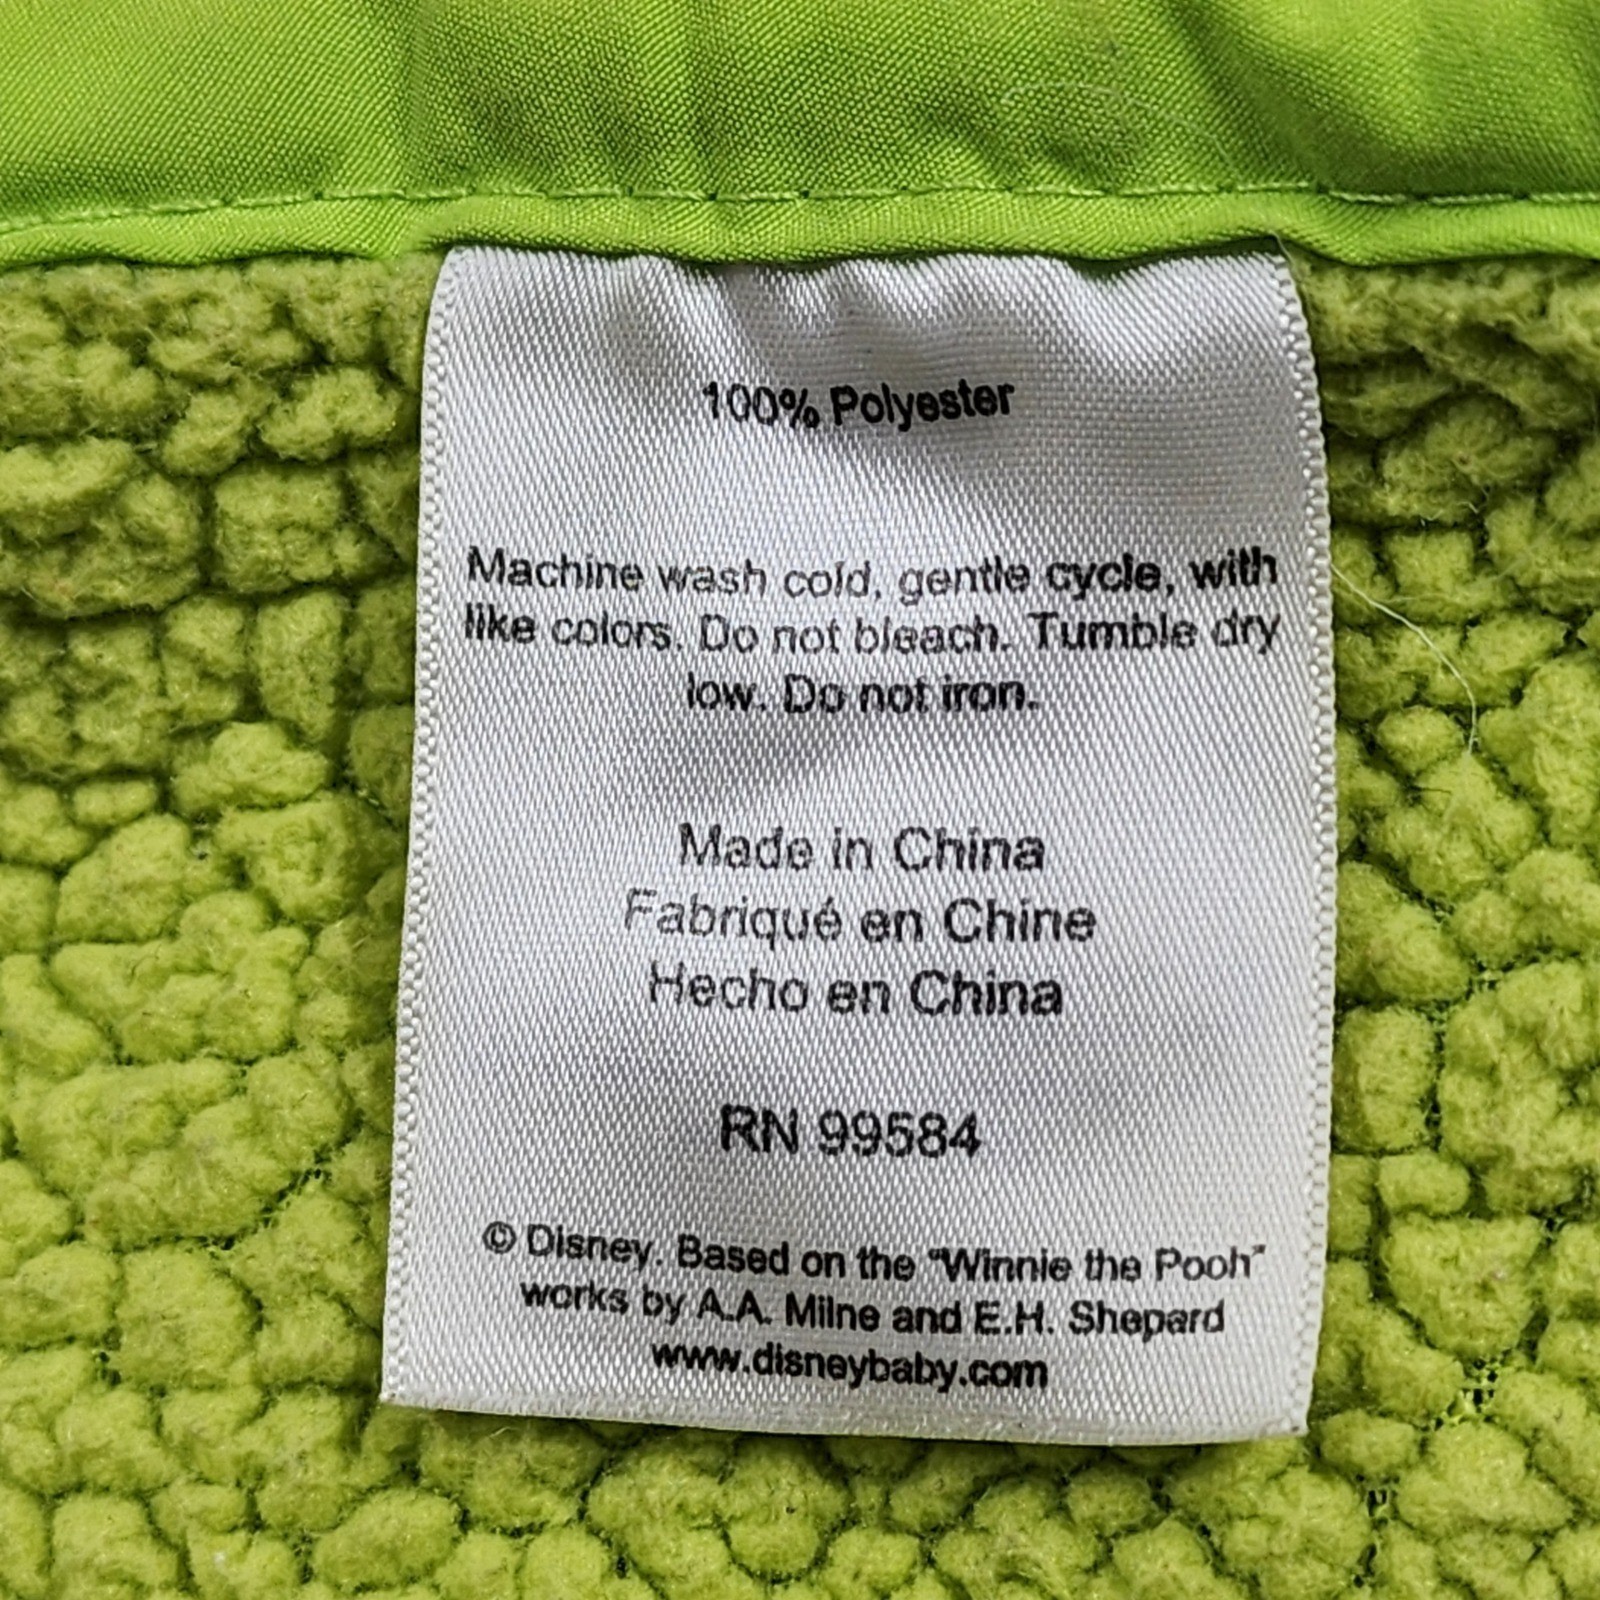 100% Polyester
Machine wash cold, gentle cycle, with
like colors. Do not bleach. Tumble dry
low. Do not iron.
Made in China
Fabriqué en Chine
Hecho en China
RN 99584
© Disney. Based on the "Winnie the Pooh"
works by A.A. Milne and E.H. Shepard
www.disneybaby.com